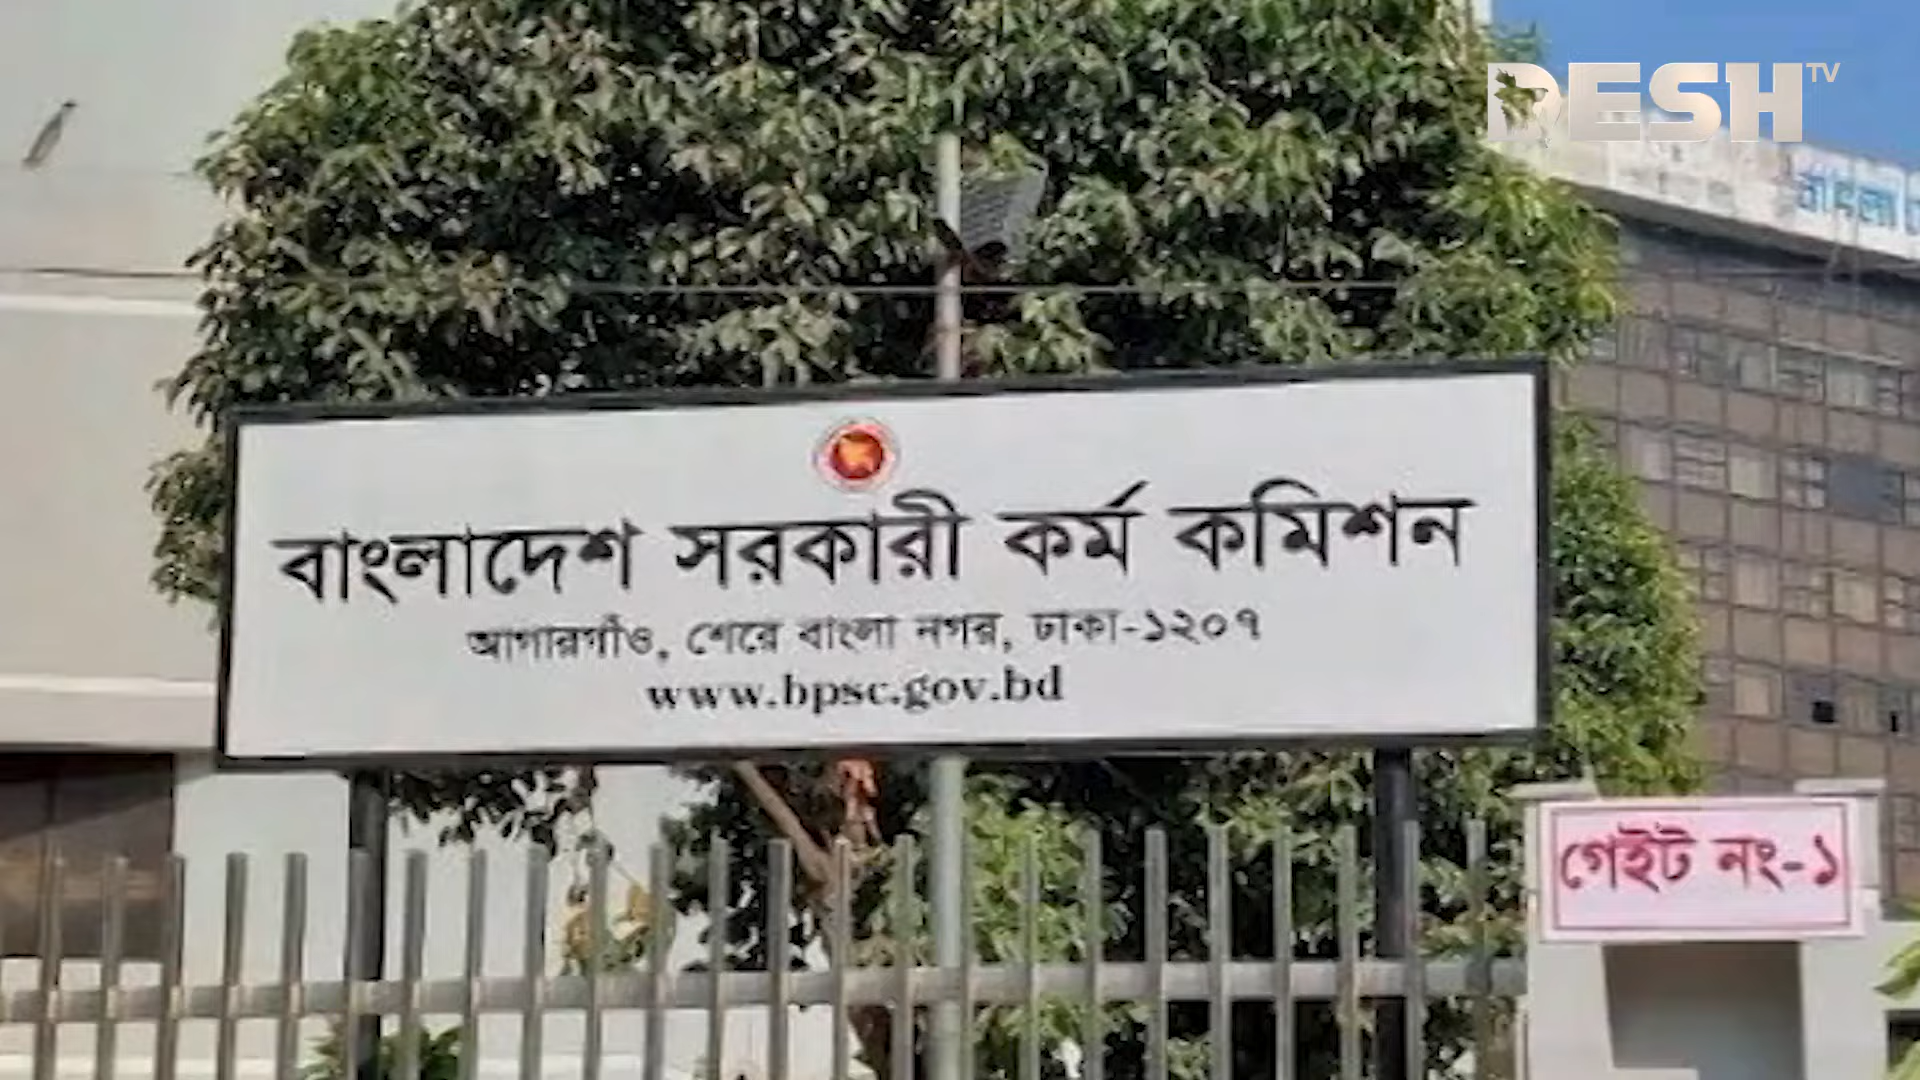 DESH TV
বাংলাদেশ সরকারী কর্ম কমিশন
আগারগাঁও, শেরে বাংলা নগর, ঢাকা-১২০৭
www.bpsc.gov.bd
গেইট নং-১